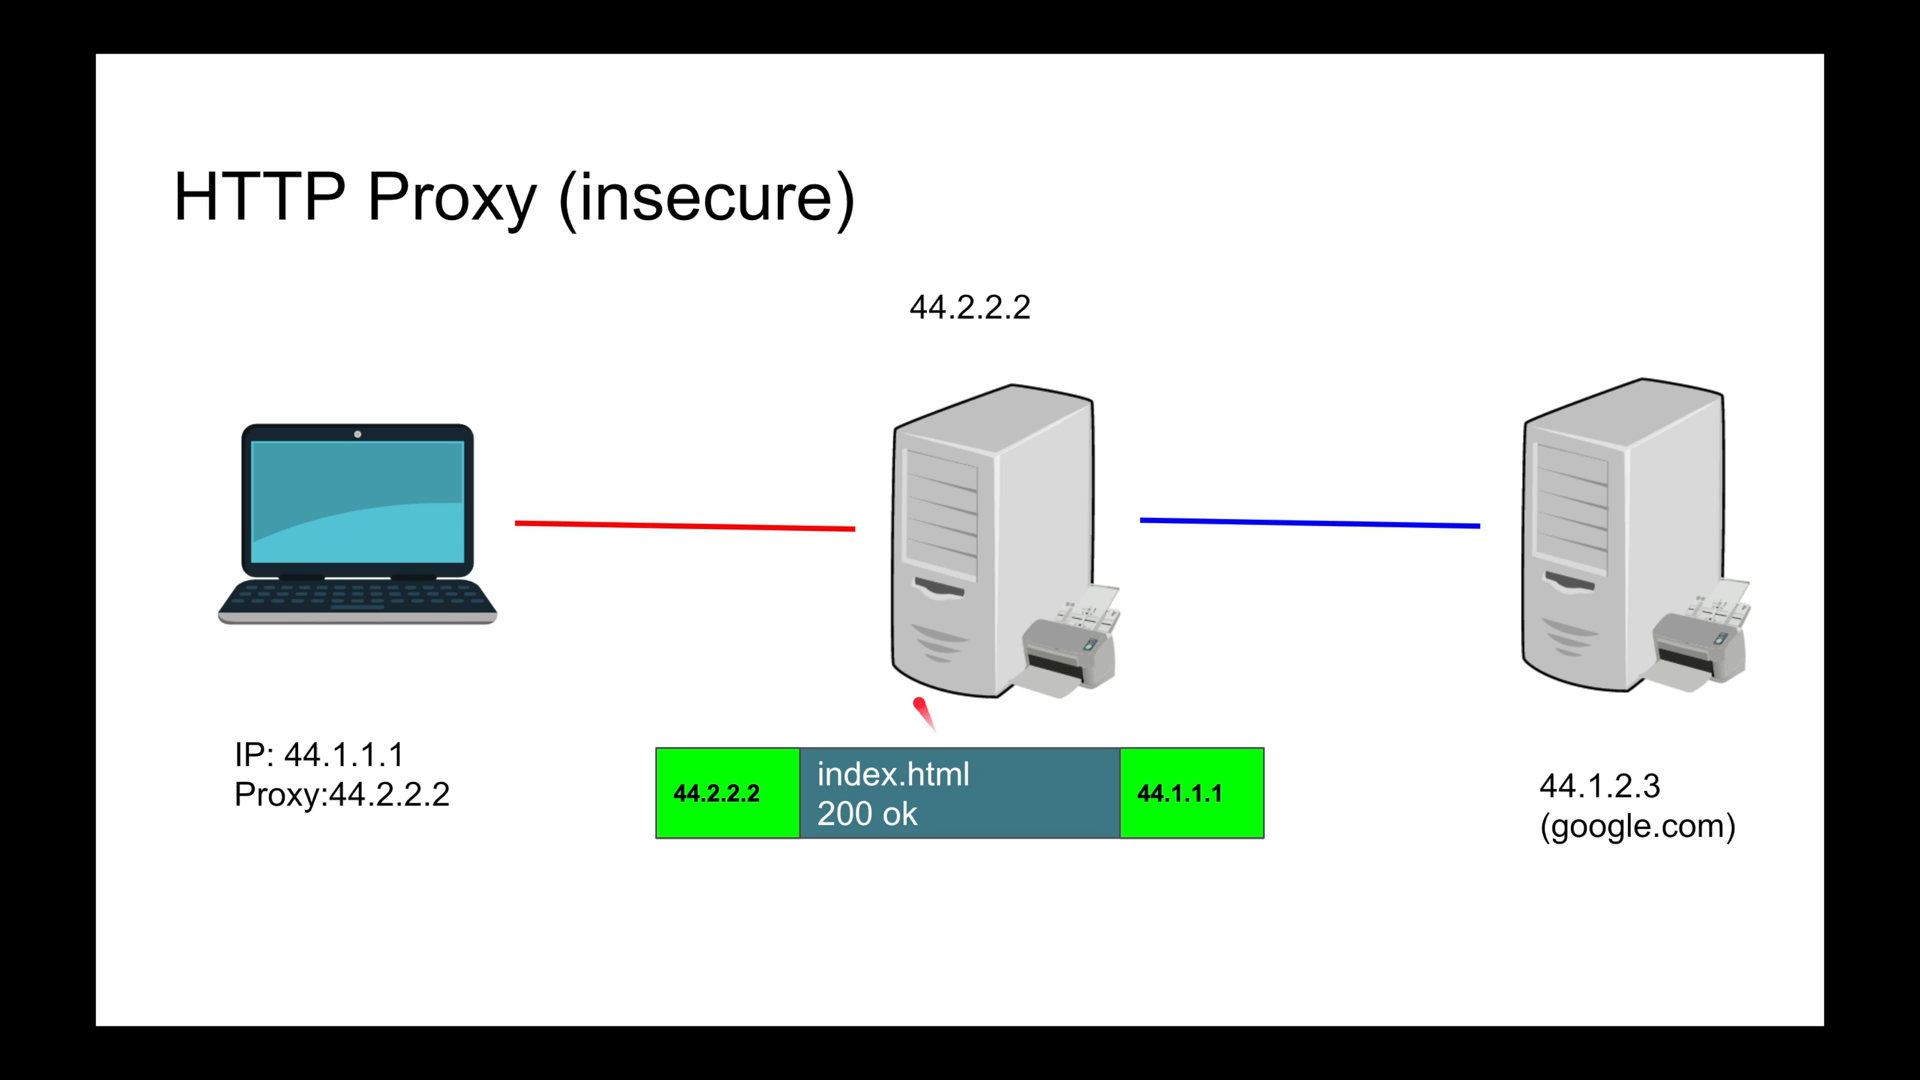 HTTP Proxy (insecure)
44.2.2.2
IP: 44.1.1.1
Proxy:44.2.2.2
44.2.2.2
index.html
200 ok
44.1.1.1
44.1.2.3
(google.com)